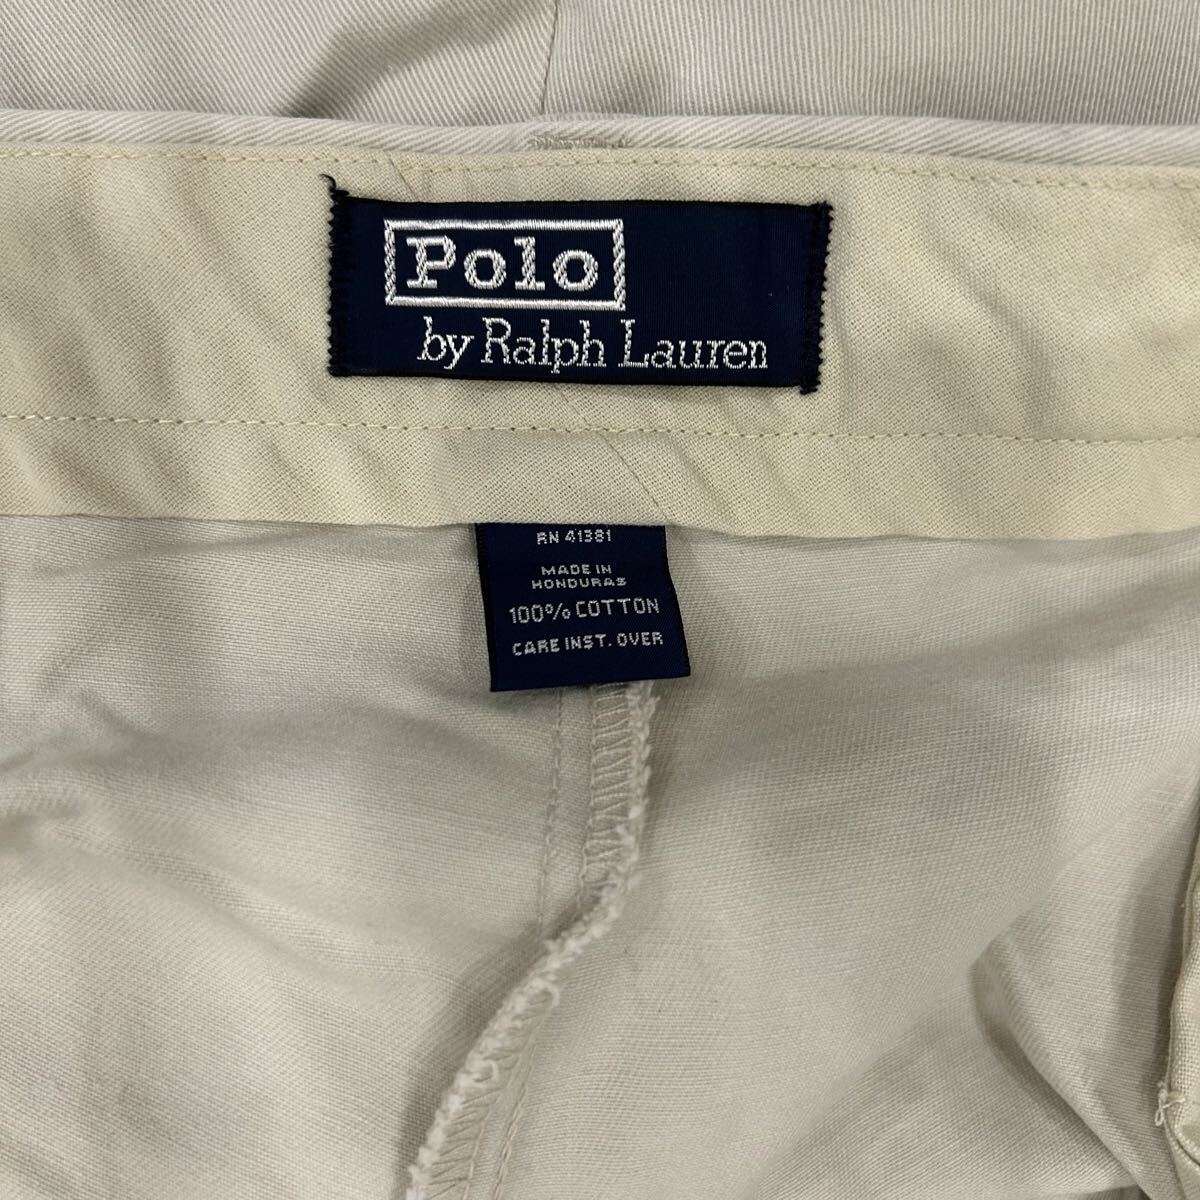 Polo
by Ralph Lauren
RN 41381
MADE IN
HONDURAS
100% COTTON
CARE INST. OVER